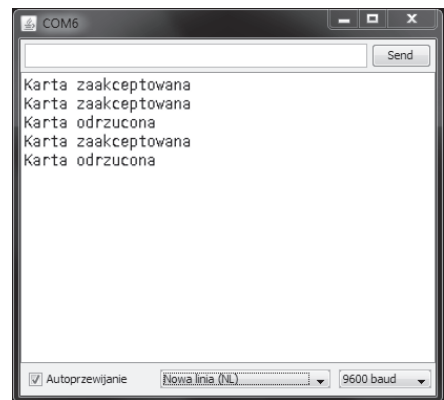 COM6
Send
Karta zaakceptowana
Karta zaakceptowana
Karta odrzucona
Karta zaakceptowana
Karta odrzucona
Autoprzewijanie Nowa linia (NL) 9600 baud